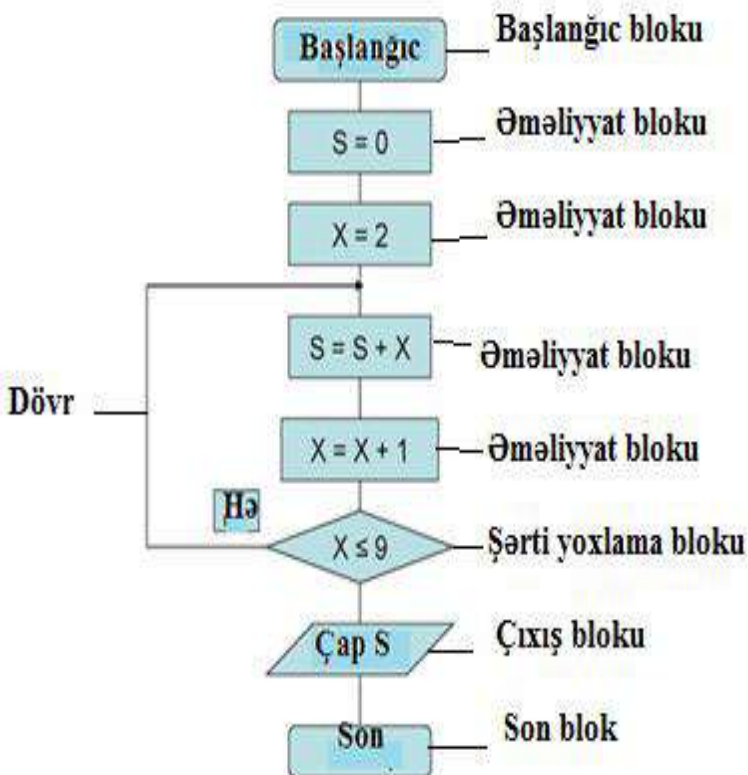 Başlanğıc
Başlanğıc bloku
S = 0
Əməliyyat bloku
X = 2
Əməliyyat bloku
S = S + X
Əməliyyat bloku
Dövr
X = X + 1
Əməliyyat bloku
Hə
X ≤ 9
Şərti yoxlama bloku
Çap S
Çıxış bloku
Son
Son blok